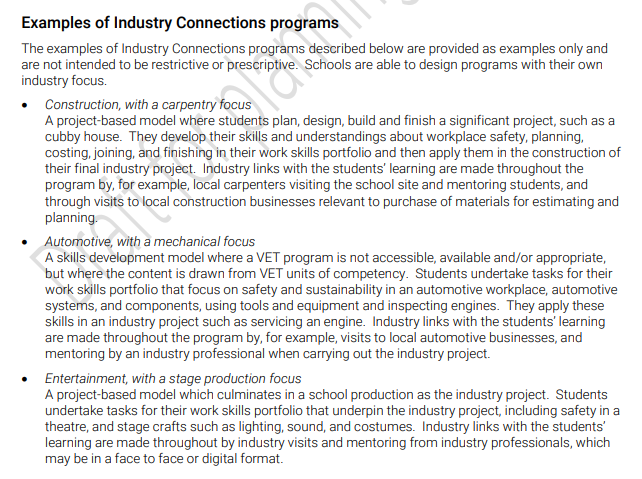 Examples of Industry Connections programs
The examples of Industry Connections programs described below are provided as examples only and
are not intended to be restrictive or prescriptive. Schools are able to design programs with their own
industry focus.
• Construction, with a carpentry focus
A project-based model where students plan, design, build and finish a significant project, such as a
cubby house. They develop their skills and understandings about workplace safety, planning,
costing, joining, and finishing in their work skills portfolio and then apply them in the construction of
their final industry project. Industry links with the students' learning are made throughout the
program by, for example, local carpenters visiting the school site and mentoring students, and
through visits to local construction businesses relevant to purchase of materials for estimating and
planning.
• Automotive, with a mechanical focus
A skills development model where a VET program is not accessible, available and/or appropriate,
but where the content is drawn from VET units of competency. Students undertake tasks for their
work skills portfolio that focus on safety and sustainability in an automotive workplace, automotive
systems, and components, using tools and equipment and inspecting engines. They apply these
skills in an industry project such as servicing an engine. Industry links with the students' learning
are made throughout the program by, for example, visits to local automotive businesses, and
mentoring by an industry professional when carrying out the industry project.
• Entertainment, with a stage production focus
A project-based model which culminates in a school production as the industry project. Students
undertake tasks for their work skills portfolio that underpin the industry project, including safety in a
theatre, and stage crafts such as lighting, sound, and costumes. Industry links with the students'
learning are made throughout by industry visits and mentoring from industry professionals, which
may be in a face to face or digital format.
Draft for planning